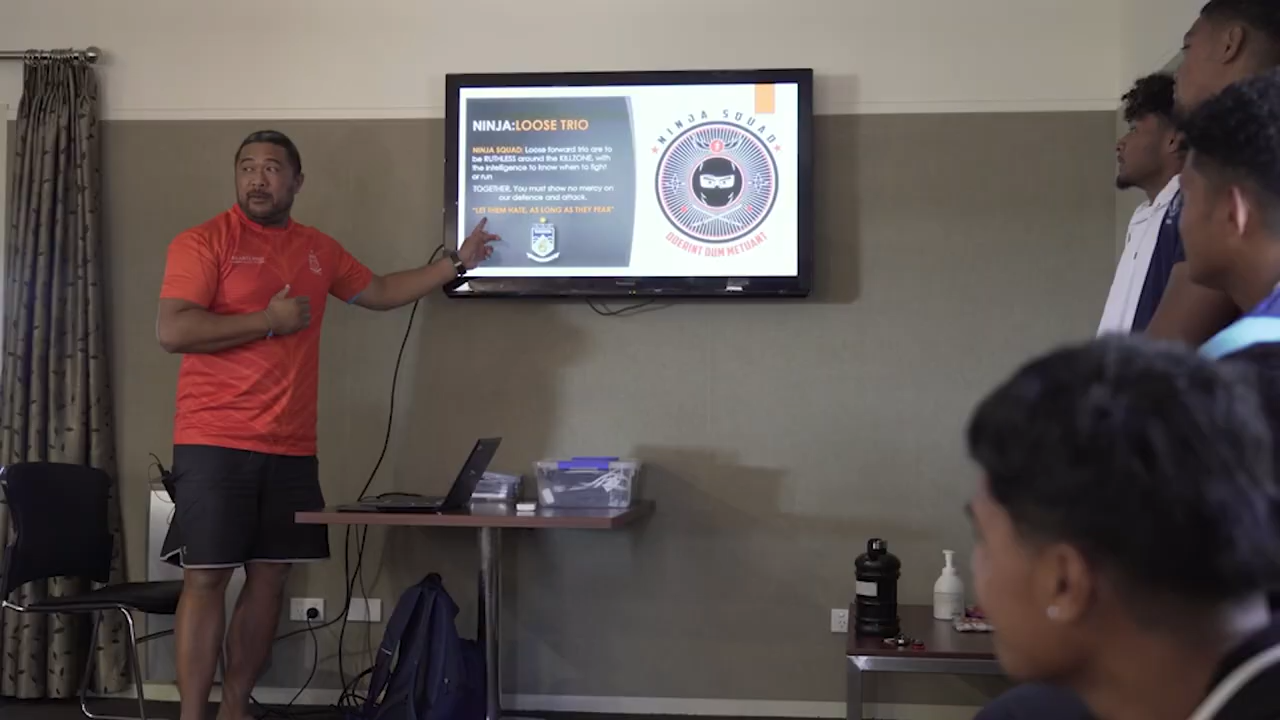 NINJA:LOOSE TRIO
NINJA SQUAD: Loose forward trio are to
be RUTHLESS around the KILLZONE, with
the intelligence to know when to fight
or run
TOGETHER, You must show no mercy on
our defence and attack.
"LET THEM HATE, AS LONG AS THEY FEAR"
NINJA SQUAD
ODERINT DUM METUANT